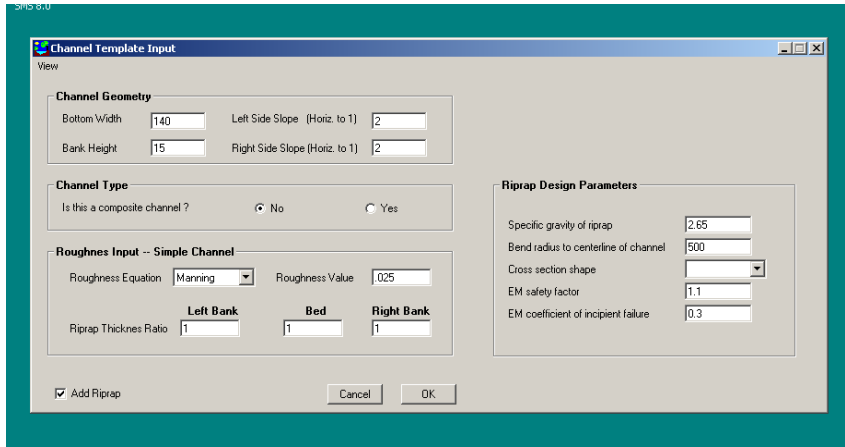 SMS 8.0
Channel Template Input
View
Channel Geometry
Bottom Width 140 Left Side Slope (Horiz. to 1) 2
Bank Height 15 Right Side Slope (Horiz. to 1) 2
Channel Type
Is this a composite channel ? No Yes
Roughnes Input -- Simple Channel
Roughness Equation Manning Roughness Value .025
Left Bank Bed Right Bank
Riprap Thicknes Ratio 1 1 1
Riprap Design Parameters
Specific gravity of riprap 2.65
Bend radius to centerline of channel 500
Cross section shape
EM safety factor 1.1
EM coefficient of incipient failure 0.3
Add Riprap Cancel OK